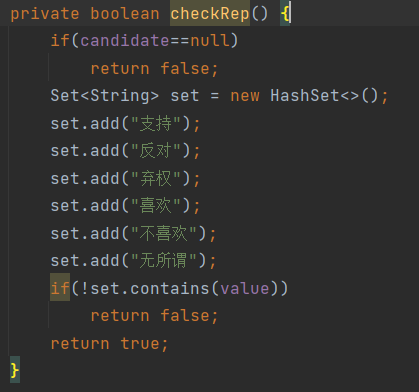 private boolean checkRep() {
    if(candidate==null)
        return false;
    Set<String> set = new HashSet<>();
    set.add("支持");
    set.add("反对");
    set.add("弃权");
    set.add("喜欢");
    set.add("不喜欢");
    set.add("无所谓");
    if(!set.contains(value))
        return false;
    return true;
}